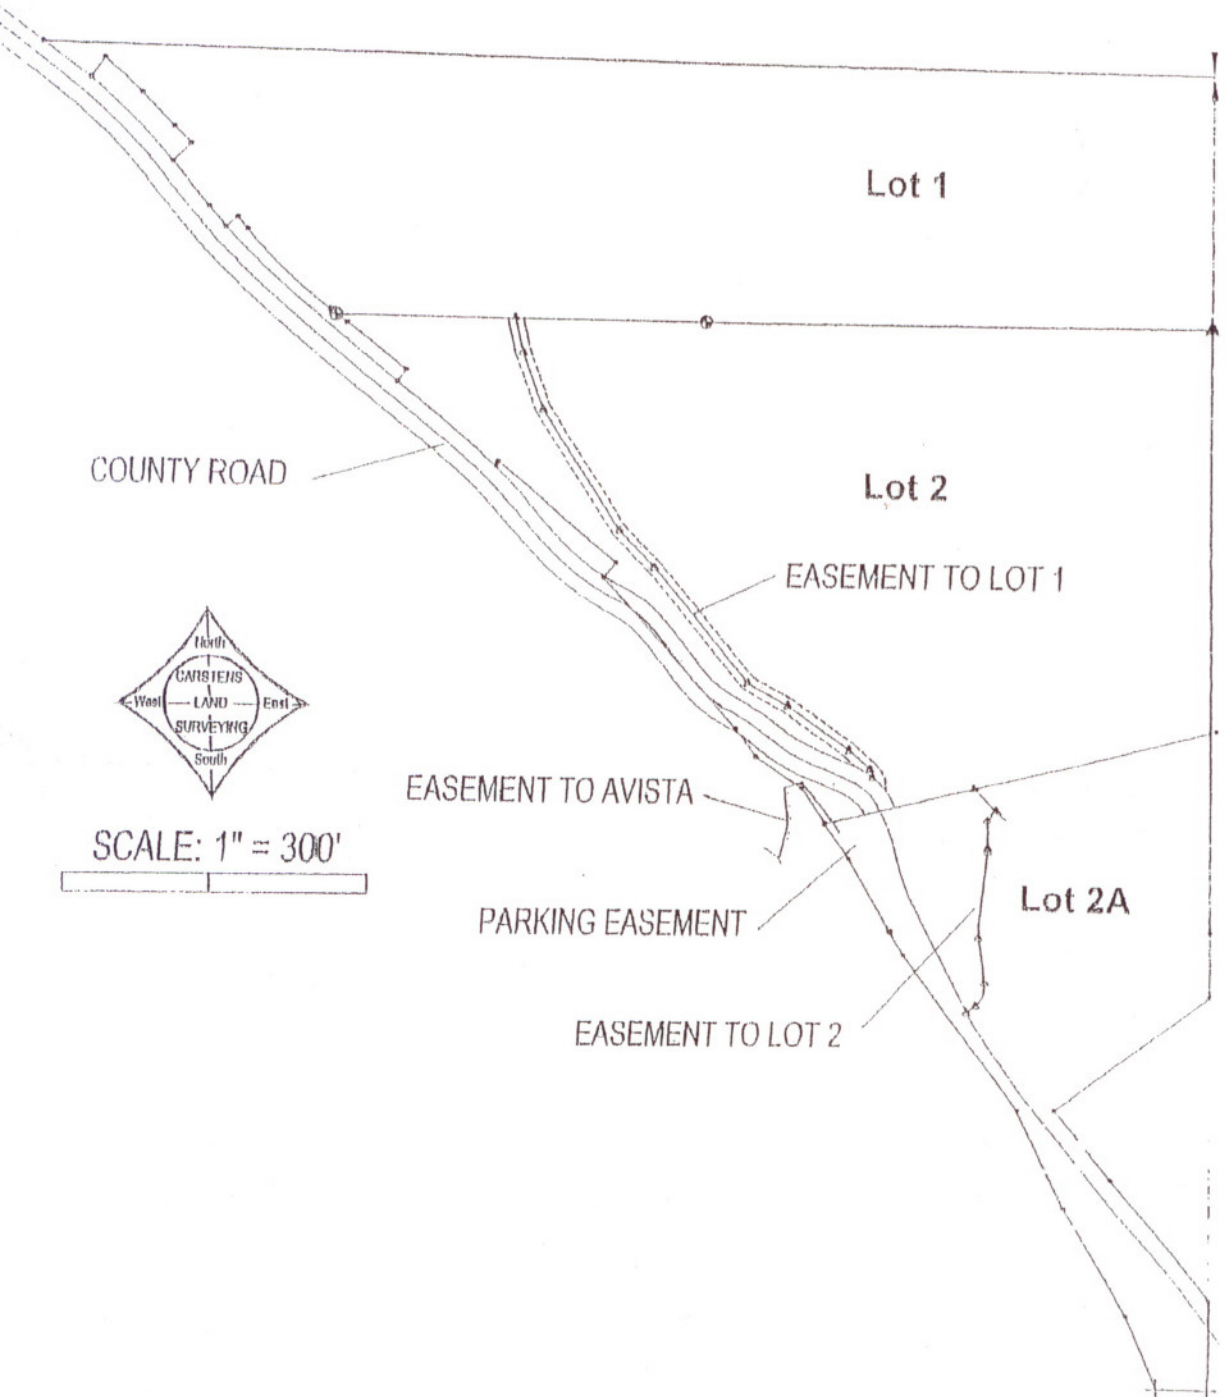 Lot 1
COUNTY ROAD
Lot 2
EASEMENT TO LOT 1
North
CARSTENS
West LAND East
SURVEYING
South
EASEMENT TO AVISTA
SCALE: 1" = 300'
Lot 2A
PARKING EASEMENT
EASEMENT TO LOT 2